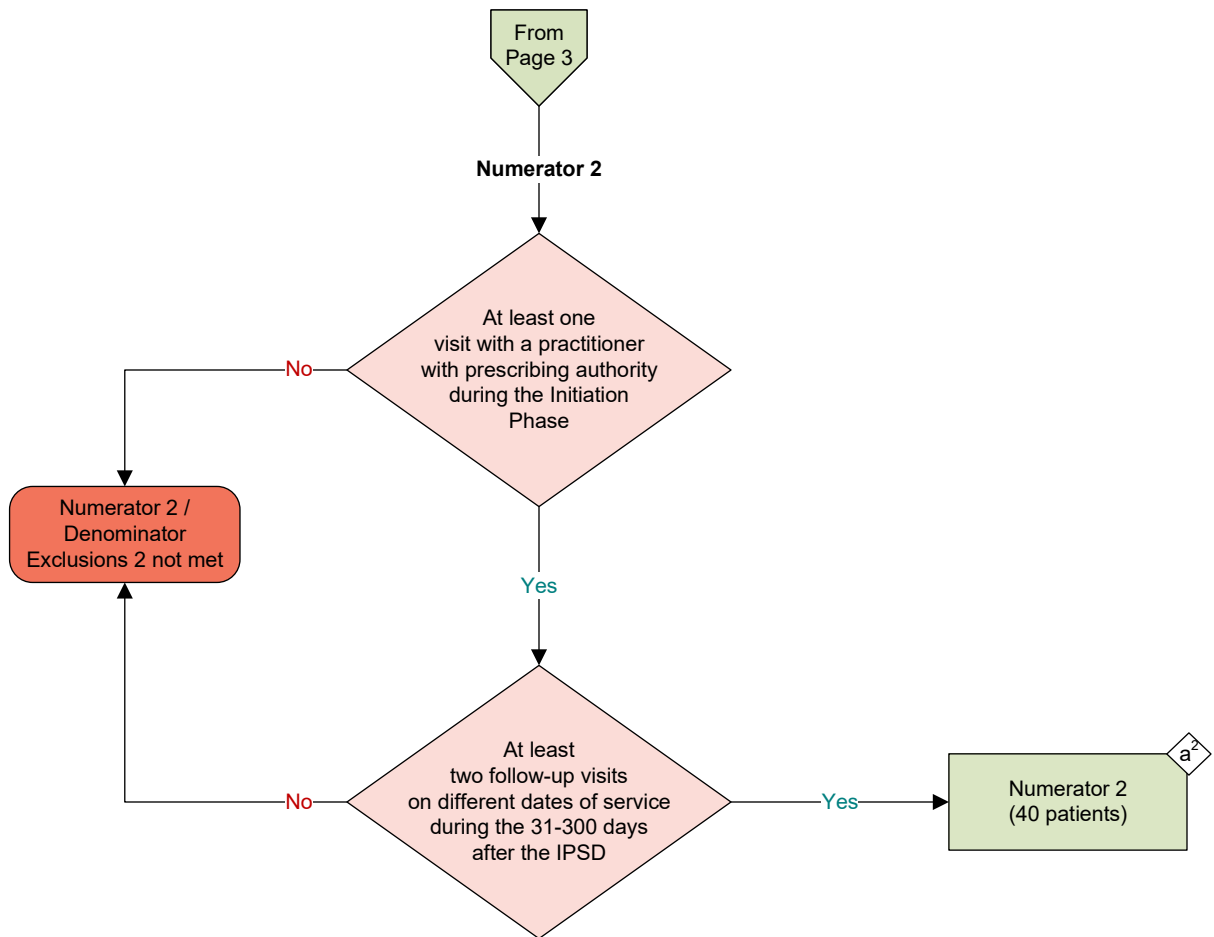 From
Page 3
Numerator 2
At least one
visit with a practitioner
with prescribing authority
during the Initiation
Phase
No
Numerator 2 /
Denominator
Exclusions 2 not met
Yes
At least
two follow-up visits
on different dates of service
during the 31-300 days
after the IPSD
No
Yes
a²
Numerator 2
(40 patients)